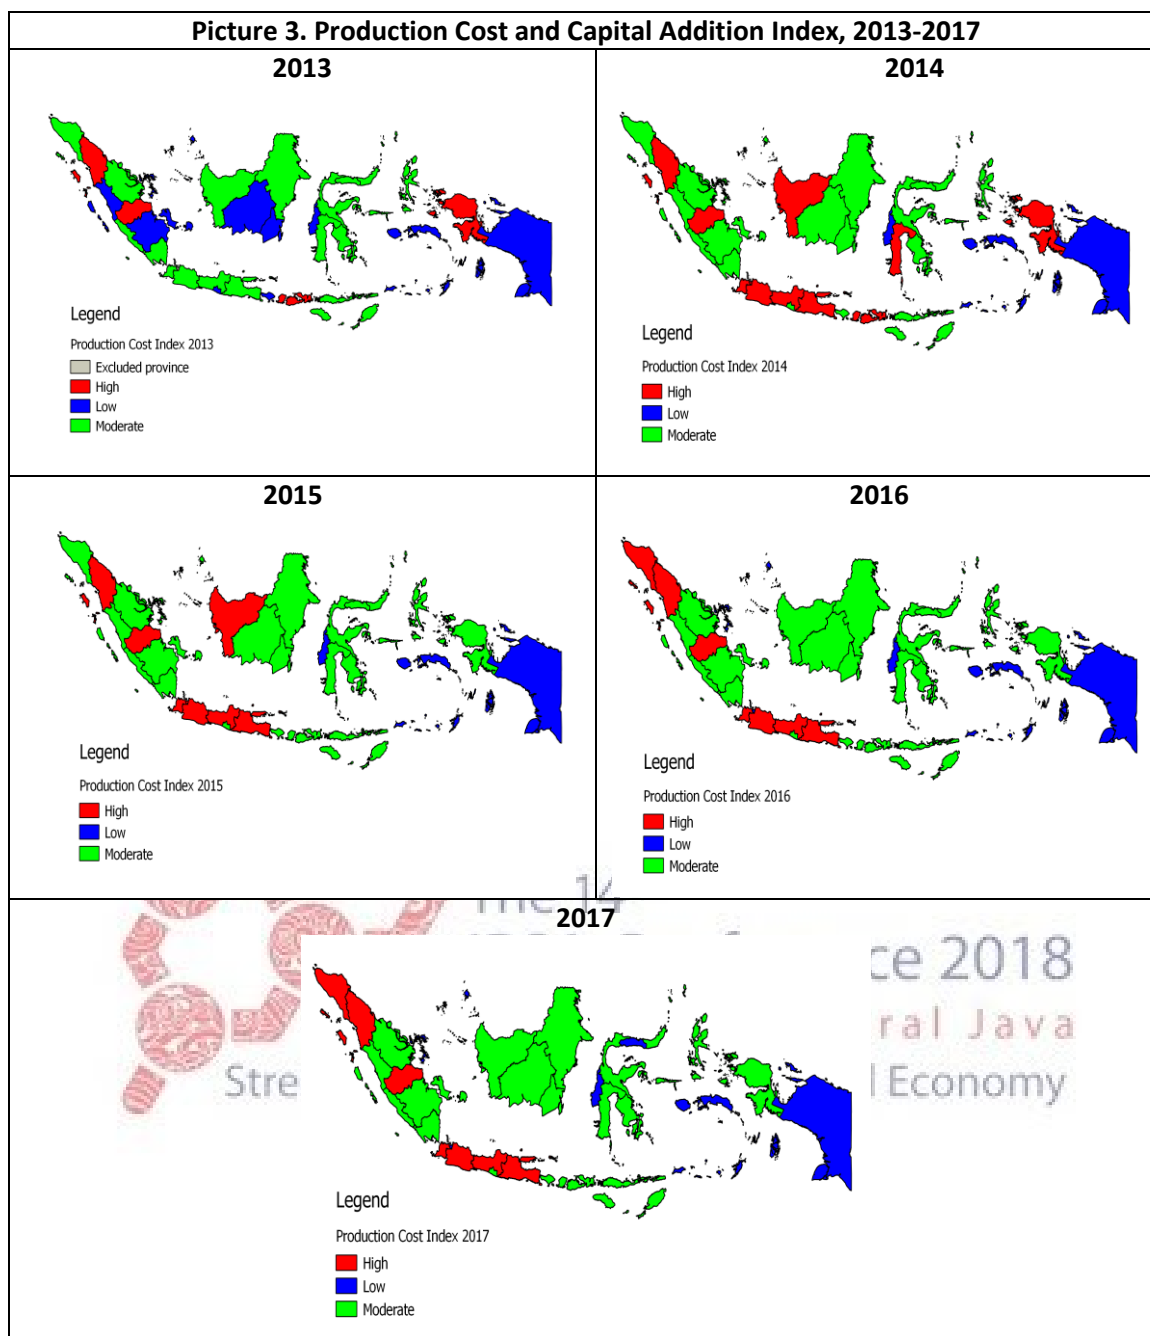 Picture 3. Production Cost and Capital Addition Index, 2013-2017
2013
Legend
Production Cost Index 2013
Excluded province
High
Low
Moderate
2014
Legend
Production Cost Index 2014
High
Low
Moderate
2015
Legend
Production Cost Index 2015
High
Low
Moderate
2016
Legend
Production Cost Index 2016
High
Low
Moderate
14
2017
ce 2018
ral Java
Stre
Economy
Legend
Production Cost Index 2017
High
Low
Moderate